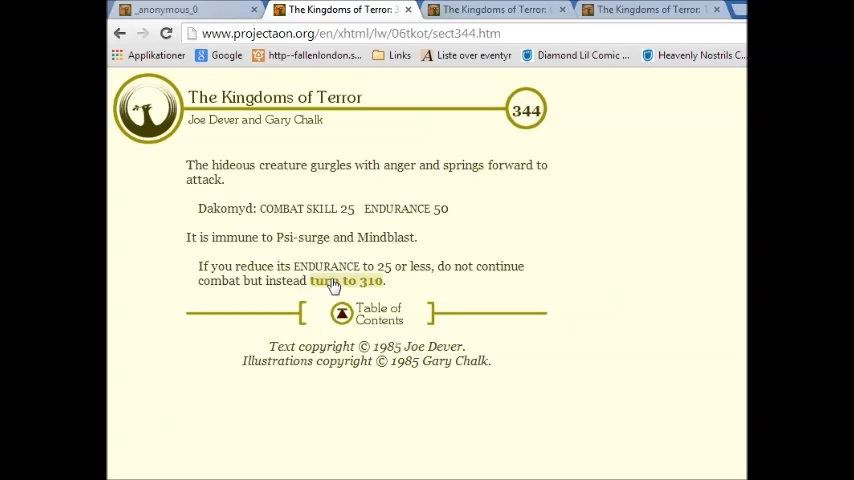 _anonymous_0 × The Kingdoms of Terror: 3 × The Kingdoms of Terror: × The Kingdoms of Terror: ×
www.projectaon.org/en/xhtml/lw/06tkot/sect344.htm
Applikationer Google http--fallenlondon.s... Links Liste over eventyr Diamond Lil Comic ... Heavenly Nostrils C
The Kingdoms of Terror
344
Joe Dever and Gary Chalk
The hideous creature gurgles with anger and springs forward to
attack.
Dakomyd: COMBAT SKILL 25 ENDURANCE 50
It is immune to Psi-surge and Mindblast.
If you reduce its ENDURANCE to 25 or less, do not continue
combat but instead turn to 310.
Table of
Contents
Text copyright © 1985 Joe Dever.
Illustrations copyright © 1985 Gary Chalk.